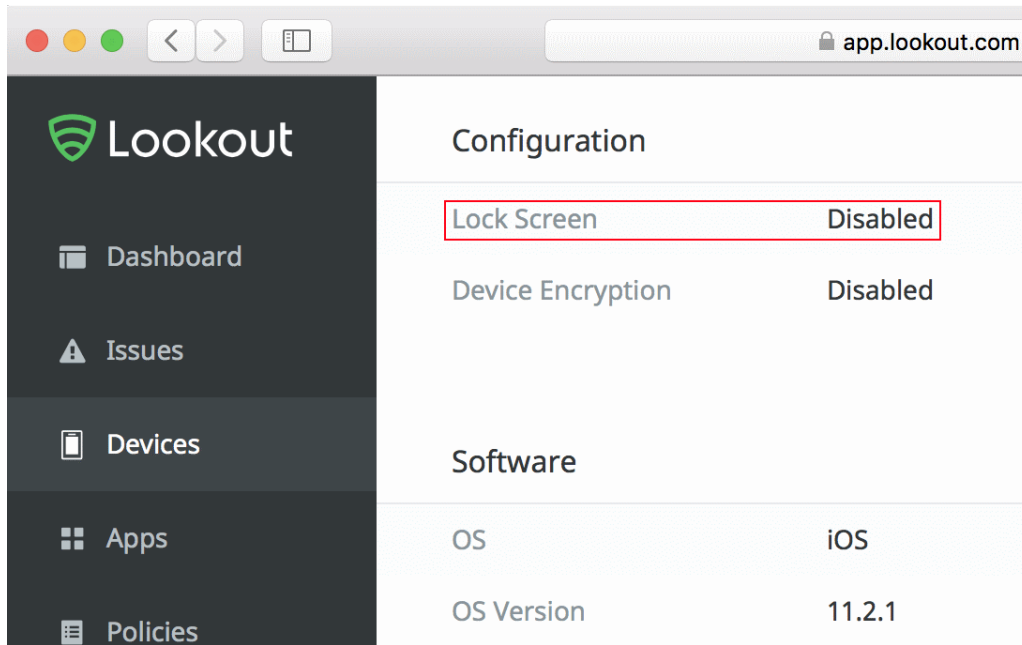 app.lookout.com
Lookout
Dashboard
Issues
Devices
Apps
Policies
Configuration
Lock Screen Disabled
Device Encryption Disabled
Software
OS iOS
OS Version 11.2.1